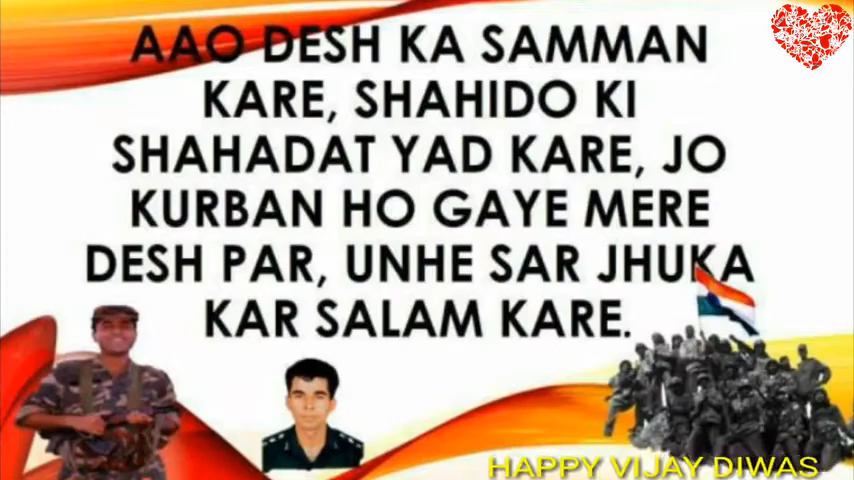 AAO DESH KA SAMMAN
KARE, SHAHIDO KI
SHAHADAT YAD KARE, JO
KURBAN HO GAYE MERE
DESH PAR, UNHE SAR JHUKA
KAR SALAM KARE.
HAPPY VIJAY DIWAS